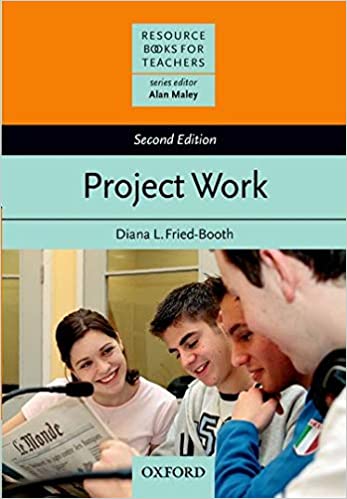 RESOURCE
BOOKS FOR
TEACHERS
series editor
Alan Maley
Second Edition
Project Work
Diana L. Fried-Booth
Le Monde
OXFORD